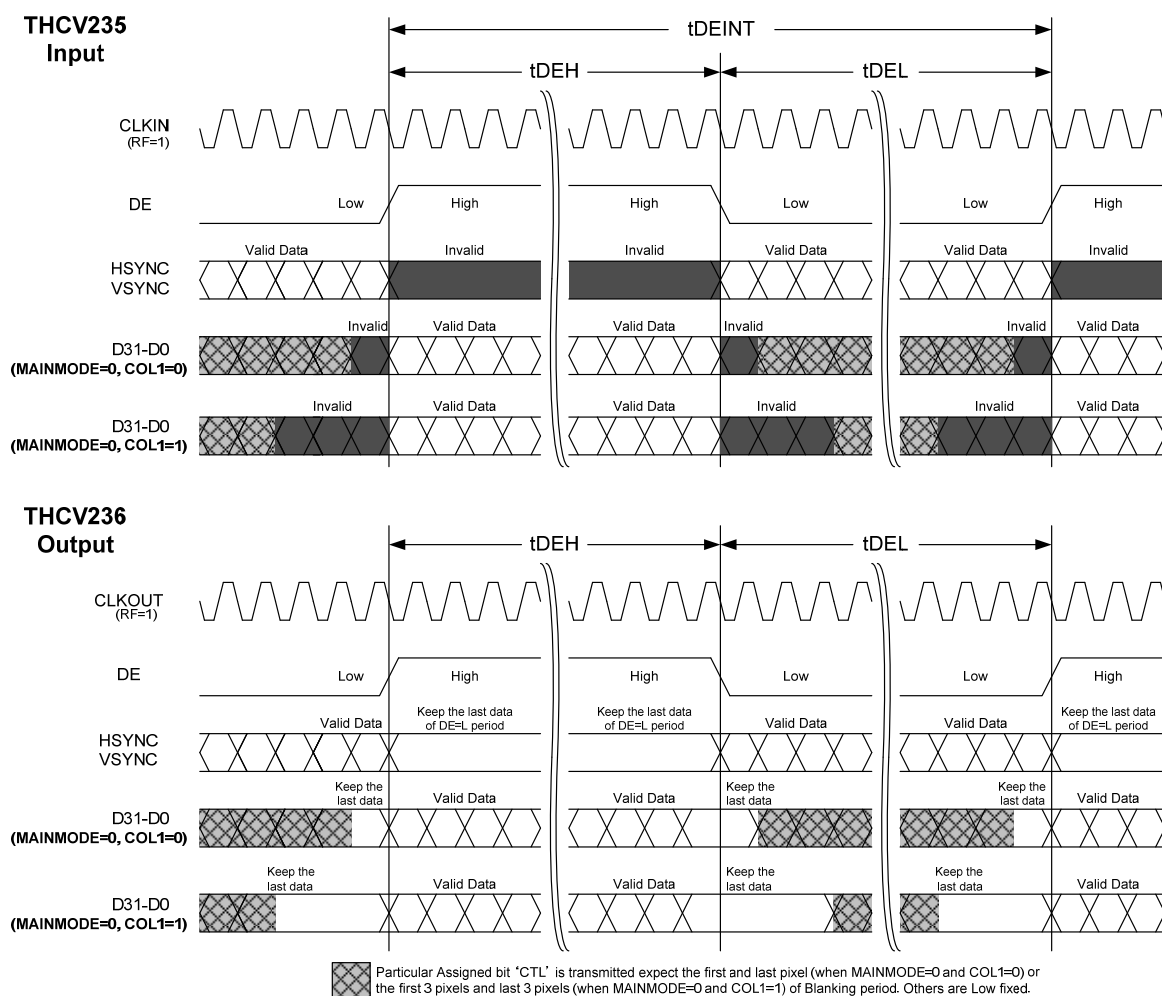 THCV235
Input
tDEINT
tDEH
tDEL
CLKIN
(RF=1)
DE
Low
High
High
Low
Low
High
HSYNC
VSYNC
Valid Data
Invalid
Invalid
Valid Data
Valid Data
Invalid
D31-D0
(MAINMODE=0, COL1=0)
Invalid
Valid Data
Valid Data
Invalid
Invalid
Valid Data
D31-D0
(MAINMODE=0, COL1=1)
Invalid
Valid Data
Valid Data
Invalid
Invalid
Valid Data
THCV236
Output
tDEH
tDEL
CLKOUT
(RF=1)
DE
Low
High
High
Low
Low
High
HSYNC
VSYNC
Valid Data
Keep the last data
of DE=L period
Keep the last data
of DE=L period
Valid Data
Valid Data
Keep the last data
of DE=L period
D31-D0
(MAINMODE=0, COL1=0)
Keep the
last data
Valid Data
Valid Data
Keep the
last data
Keep the
last data
Valid Data
D31-D0
(MAINMODE=0, COL1=1)
Keep the
last data
Valid Data
Valid Data
Keep the
last data
Keep the
last data
Valid Data
Particular Assigned bit ‘CTL’ is transmitted expect the first and last pixel (when MAINMODE=0 and COL1=0) or
the first 3 pixels and last 3 pixels (when MAINMODE=0 and COL1=1) of Blanking period. Others are Low fixed.